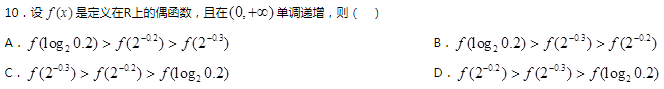 10．设 f(x) 是定义在R上的偶函数，且在(0,+∞)单调递增，则（　）
A．f(log₂ 0.2) > f(2⁻⁰·²) > f(2⁻⁰·³)　B．f(log₂ 0.2) > f(2⁻⁰·³) > f(2⁻⁰·²)
C．f(2⁻⁰·³) > f(2⁻⁰·²) > f(log₂ 0.2)　D．f(2⁻⁰·²) > f(2⁻⁰·³) > f(log₂ 0.2)